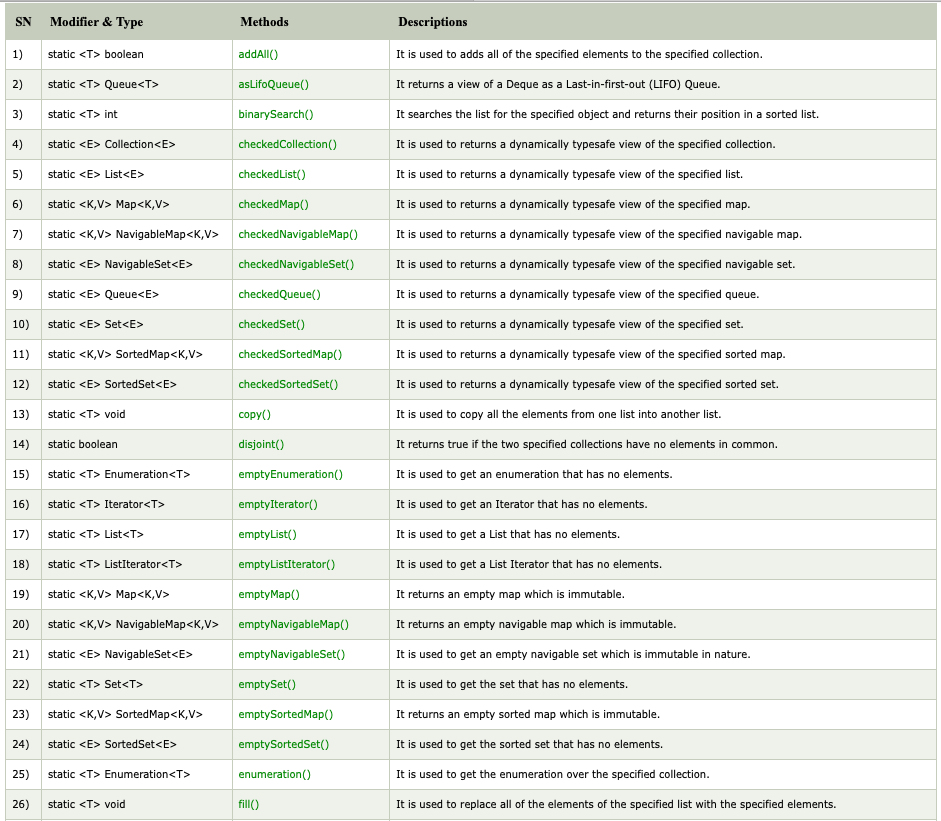 SN Modifier & Type Methods Descriptions
1) static <T> boolean addAll() It is used to adds all of the specified elements to the specified collection.
2) static <T> Queue<T> asLifoQueue() It returns a view of a Deque as a Last-in-first-out (LIFO) Queue.
3) static <T> int binarySearch() It searches the list for the specified object and returns their position in a sorted list.
4) static <E> Collection<E> checkedCollection() It is used to returns a dynamically typesafe view of the specified collection.
5) static <E> List<E> checkedList() It is used to returns a dynamically typesafe view of the specified list.
6) static <K,V> Map<K,V> checkedMap() It is used to returns a dynamically typesafe view of the specified map.
7) static <K,V> NavigableMap<K,V> checkedNavigableMap() It is used to returns a dynamically typesafe view of the specified navigable map.
8) static <E> NavigableSet<E> checkedNavigableSet() It is used to returns a dynamically typesafe view of the specified navigable set.
9) static <E> Queue<E> checkedQueue() It is used to returns a dynamically typesafe view of the specified queue.
10) static <E> Set<E> checkedSet() It is used to returns a dynamically typesafe view of the specified set.
11) static <K,V> SortedMap<K,V> checkedSortedMap() It is used to returns a dynamically typesafe view of the specified sorted map.
12) static <E> SortedSet<E> checkedSortedSet() It is used to returns a dynamically typesafe view of the specified sorted set.
13) static <T> void copy() It is used to copy all the elements from one list into another list.
14) static boolean disjoint() It returns true if the two specified collections have no elements in common.
15) static <T> Enumeration<T> emptyEnumeration() It is used to get an enumeration that has no elements.
16) static <T> Iterator<T> emptyIterator() It is used to get an Iterator that has no elements.
17) static <T> List<T> emptyList() It is used to get a List that has no elements.
18) static <T> ListIterator<T> emptyListIterator() It is used to get a List Iterator that has no elements.
19) static <K,V> Map<K,V> emptyMap() It returns an empty map which is immutable.
20) static <K,V> NavigableMap<K,V> emptyNavigableMap() It returns an empty navigable map which is immutable.
21) static <E> NavigableSet<E> emptyNavigableSet() It is used to get an empty navigable set which is immutable in nature.
22) static <T> Set<T> emptySet() It is used to get the set that has no elements.
23) static <K,V> SortedMap<K,V> emptySortedMap() It returns an empty sorted map which is immutable.
24) static <E> SortedSet<E> emptySortedSet() It is used to get the sorted set that has no elements.
25) static <T> Enumeration<T> enumeration() It is used to get the enumeration over the specified collection.
26) static <T> void fill() It is used to replace all of the elements of the specified list with the specified elements.